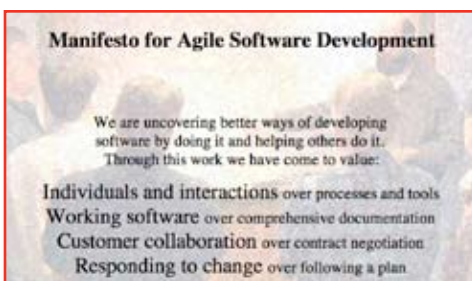 Manifesto for Agile Software Development
We are uncovering better ways of developing
software by doing it and helping others do it.
Through this work we have come to value:
Individuals and interactions over processes and tools
Working software over comprehensive documentation
Customer collaboration over contract negotiation
Responding to change over following a plan